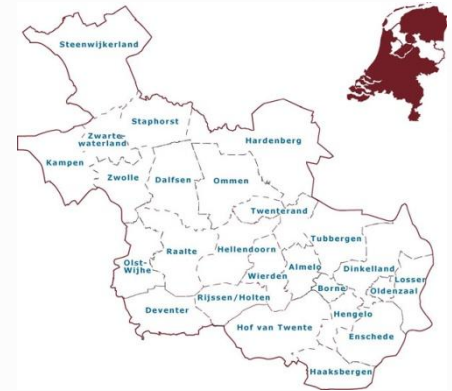 Steenwijkerland
Staphorst
Zwarte-
waterland
Hardenberg
Kampen
Zwolle
Dalfsen
Ommen
Twenterand
Tubbergen
Olst-
Wijhe
Raalte
Hellendoorn
Wierden
Almelo
Dinkelland
Losser
Oldenzaal
Borne
Rijssen/Holten
Deventer
Hof van Twente
Hengelo
Enschede
Haaksbergen